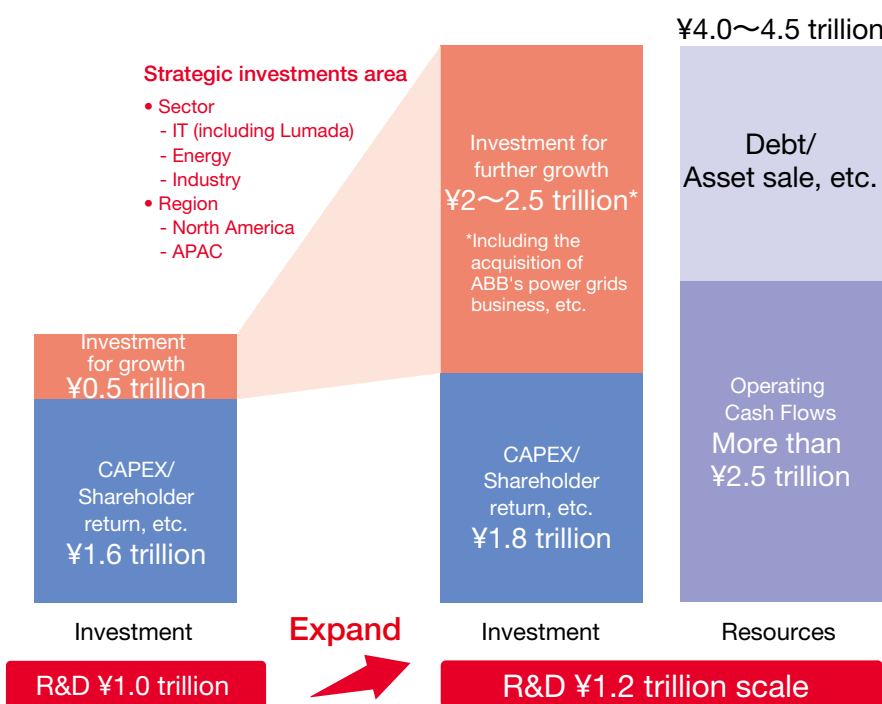 ¥4.0〜4.5 trillion
Strategic investments area
• Sector
- IT (including Lumada)
- Energy
- Industry
• Region
- North America
- APAC
Investment
for growth
¥0.5 trillion
CAPEX/
Shareholder
return, etc.
¥1.6 trillion
Investment
R&D ¥1.0 trillion
Expand
Investment for
further growth
¥2〜2.5 trillion*
*Including the
acquisition of
ABB's power grids
business, etc.
CAPEX/
Shareholder
return, etc.
¥1.8 trillion
Investment
Debt/
Asset sale, etc.
Operating
Cash Flows
More than
¥2.5 trillion
Resources
R&D ¥1.2 trillion scale